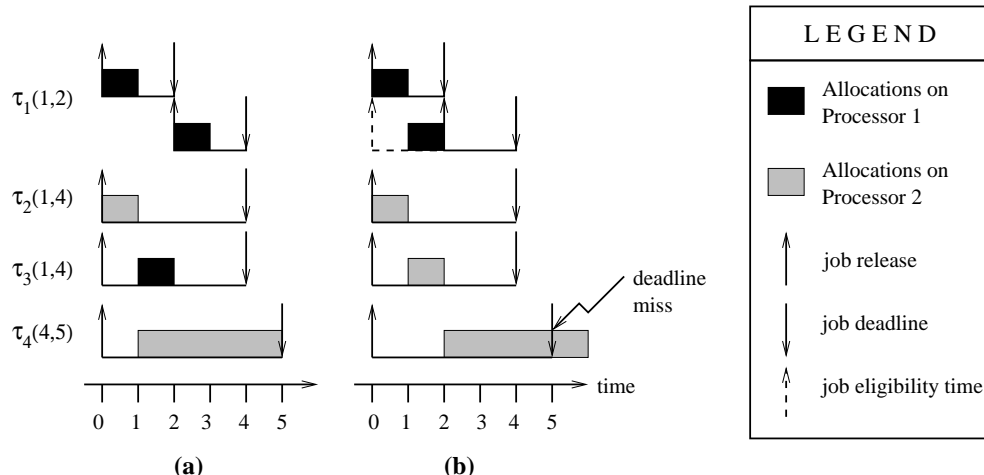 τ1(1,2)
τ2(1,4)
τ3(1,4)
τ4(4,5)
0 1 2 3 4 5
(a)
deadline
miss
time
0 1 2 3 4 5
(b)
LEGEND
Allocations on
Processor 1
Allocations on
Processor 2
job release
job deadline
job eligibility time